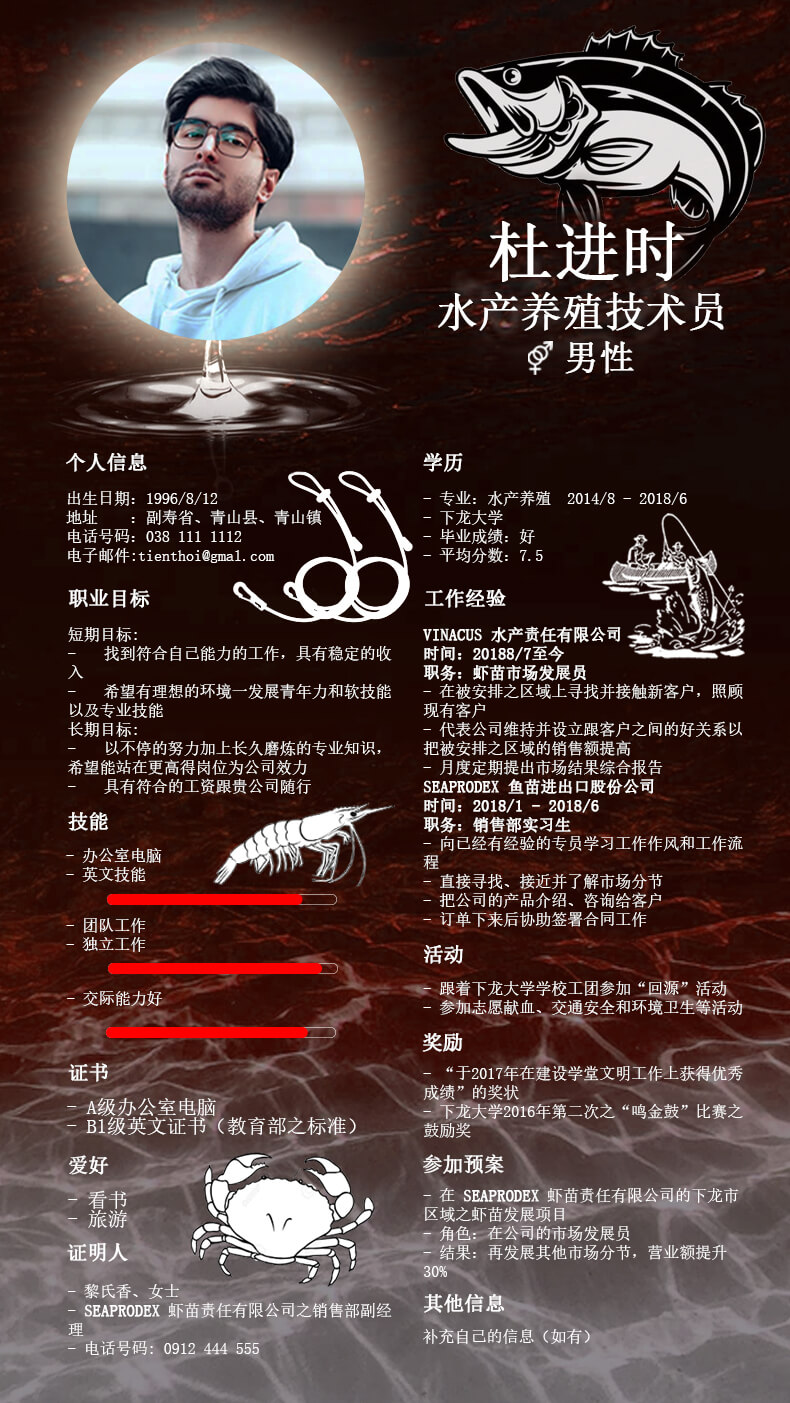 杜进时
水产养殖技术员
男性
个人信息
出生日期: 1996/8/12
地址　　: 副寿省、青山县、青山镇
电话号码: 038 111 1112
电子邮件:tienthoi@gmal.com
职业目标
短期目标:
- 找到符合自己能力的工作，具有稳定的收
入
- 希望有理想的环境一发展青年力和软技能
以及专业技能
长期目标:
- 以不停的努力加上长久磨炼的专业知识，
希望能站在更高得岗位为公司效力
- 具有符合的工资跟贵公司随行
技能
- 办公室电脑
- 英文技能
- 团队工作
- 独立工作
- 交际能力好
证书
- A级办公室电脑
- B1级英文证书（教育部之标准）
爱好
- 看书
- 旅游
证明人
- 黎氏香、女士
- SEAPRODEX 虾苗责任有限公司之销售部副经
理
- 电话号码: 0912 444 555
学历
- 专业: 水产养殖 2014/8 - 2018/6
- 下龙大学
- 毕业成绩: 好
- 平均分数: 7.5
工作经验
VINACUS 水产责任有限公司
时间: 20188/7至今
职务: 虾苗市场发展员
- 在被安排之区域上寻找并接触新客户，照顾
现有客户
- 代表公司维持并设立跟客户之间的好关系以
把被安排之区域的销售额提高
- 月度定期提出市场结果综合报告
SEAPRODEX 鱼苗进出口股份公司
时间: 2018/1 - 2018/6
职务: 销售部实习生
- 向已经有经验的专员学习工作作风和工作流
程
- 直接寻找、接近并了解市场分节
- 把公司的产品介绍、咨询给客户
- 订单下来后协助签署合同工作
活动
- 跟着下龙大学学校工团参加“回源”活动
- 参加志愿献血、交通安全和环境卫生等活动
奖励
- “于2017年在建设学堂文明工作上获得优秀
成绩”的奖状
- 下龙大学2016年第二次之“鸣金鼓”比赛之
鼓励奖
参加预案
- 在 SEAPRODEX 虾苗责任有限公司的下龙市
区域之虾苗发展项目
- 角色: 在公司的市场发展员
- 结果: 再发展其他市场分节，营业额提升
30%
其他信息
补充自己的信息（如有）